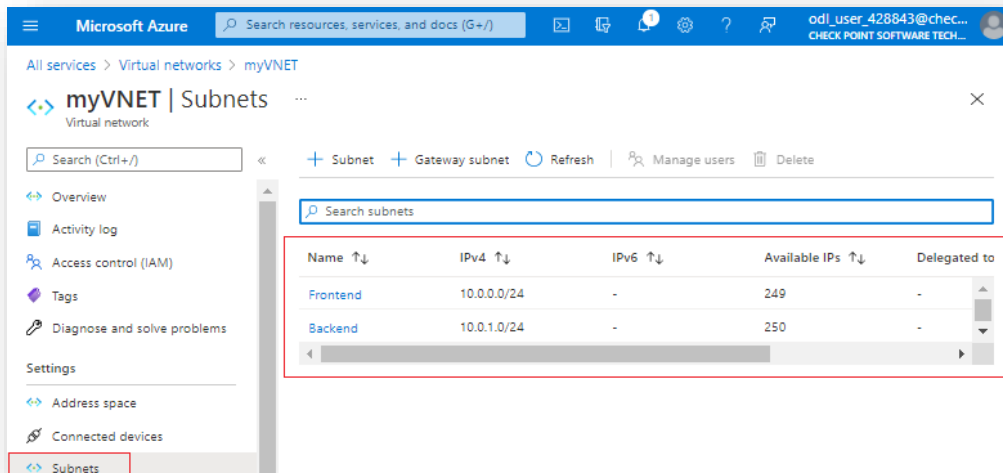 Microsoft Azure
Search resources, services, and docs (G+/)
1
odl_user_428843@chec...
CHECK POINT SOFTWARE TECH...
All services > Virtual networks > myVNET
myVNET | Subnets ...
Virtual network
Search (Ctrl+/)
Overview
Activity log
Access control (IAM)
Tags
Diagnose and solve problems
Settings
Address space
Connected devices
Subnets
+ Subnet + Gateway subnet Refresh Manage users Delete
Search subnets
Name IPv4 IPv6 Available IPs Delegated to
Frontend 10.0.0.0/24 - 249 -
Backend 10.0.1.0/24 - 250 -